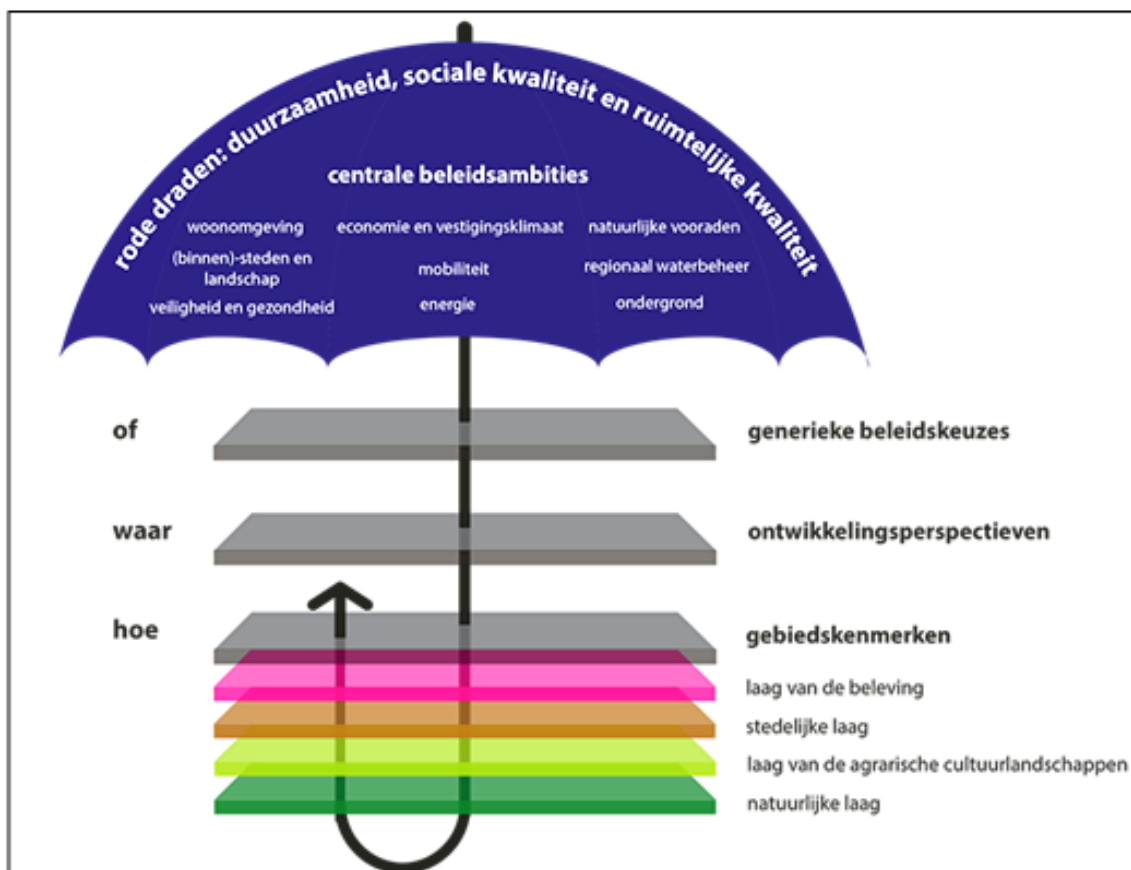 rode draden: duurzaamheid, sociale kwaliteit en ruimtelijke kwaliteit
centrale beleidsambities
woonomgeving
economie en vestigingsklimaat
natuurlijke vooraden
(binnen)-steden en
landschap
mobiliteit
regionaal waterbeheer
veiligheid en gezondheid
energie
ondergrond
of
generieke beleidskeuzes
waar
ontwikkelingsperspectieven
hoe
gebiedskenmerken
laag van de beleving
stedelijke laag
laag van de agrarische cultuurlandschappen
natuurlijke laag